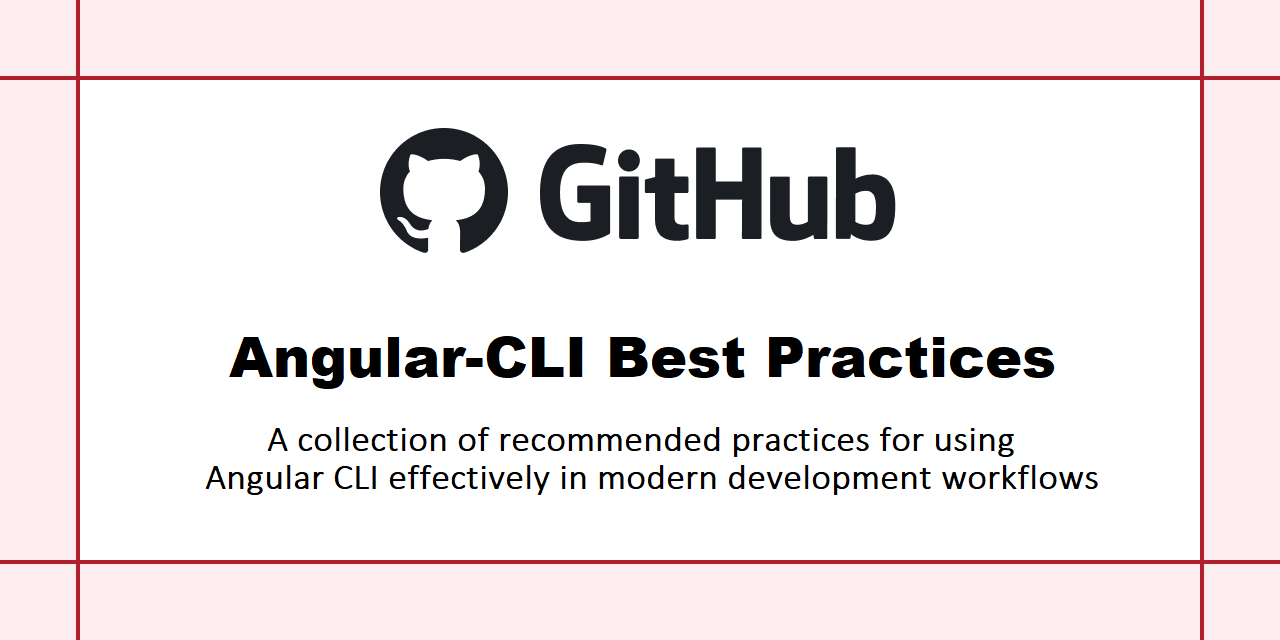 GitHub
Angular-CLI Best Practices
A collection of recommended practices for using
Angular CLI effectively in modern development workflows